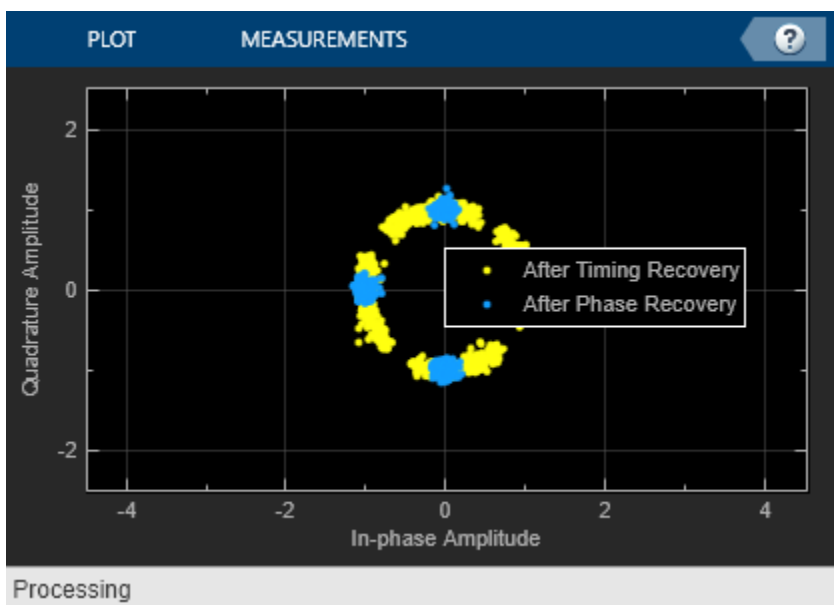 PLOT MEASUREMENTS ?
2
0
-2
Quadrature Amplitude
After Timing Recovery
After Phase Recovery
-4 -2 0 2 4
In-phase Amplitude
Processing